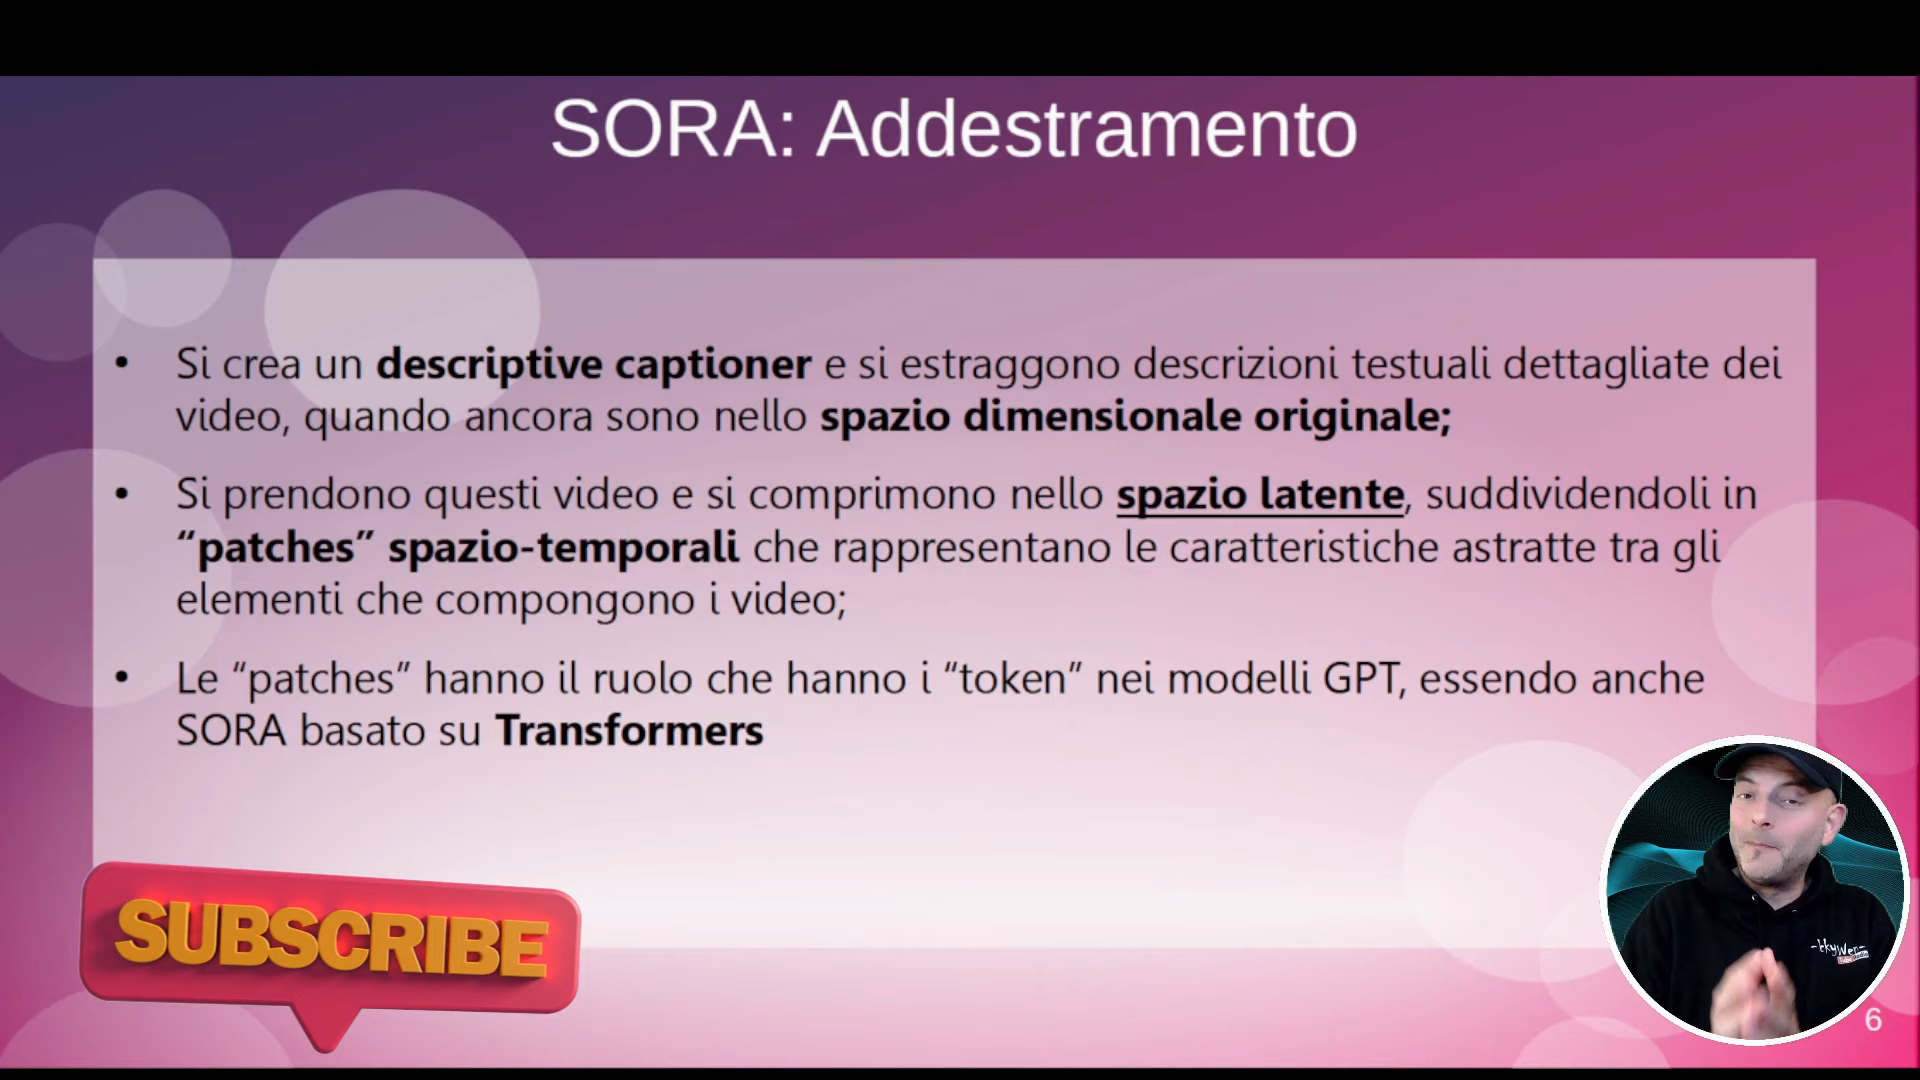 SORA: Addestramento
• Si crea un descriptive captioner e si estraggono descrizioni testuali dettagliate dei
video, quando ancora sono nello spazio dimensionale originale;
• Si prendono questi video e si comprimono nello spazio latente, suddividendoli in
“patches” spazio-temporali che rappresentano le caratteristiche astratte tra gli
elementi che compongono i video;
• Le “patches” hanno il ruolo che hanno i “token” nei modelli GPT, essendo anche
SORA basato su Transformers
SUBSCRIBE
6